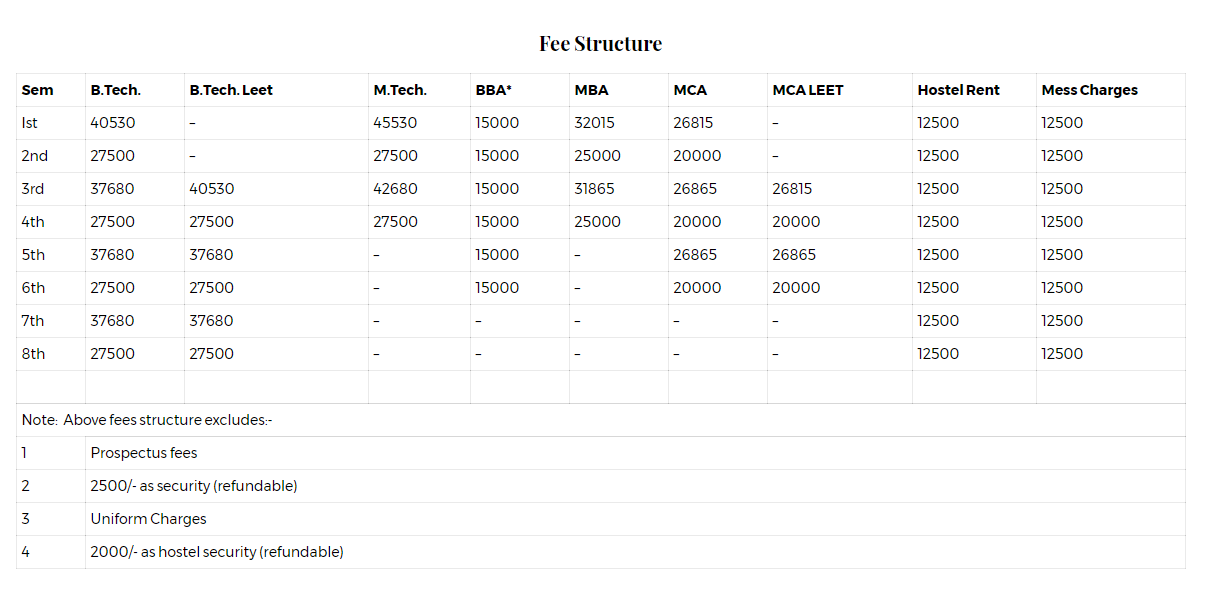 Fee Structure
Sem B.Tech. B.Tech. Leet M.Tech. BBA* MBA MCA MCA LEET Hostel Rent Mess Charges
Ist 40530 – 45530 15000 32015 26815 – 12500 12500
2nd 27500 – 27500 15000 25000 20000 – 12500 12500
3rd 37680 40530 42680 15000 31865 26865 26815 12500 12500
4th 27500 27500 27500 15000 25000 20000 20000 12500 12500
5th 37680 37680 – 15000 – 26865 26865 12500 12500
6th 27500 27500 – 15000 – 20000 20000 12500 12500
7th 37680 37680 – – – – – 12500 12500
8th 27500 27500 – – – – – 12500 12500
Note: Above fees structure excludes:-
1 Prospectus fees
2 2500/- as security (refundable)
3 Uniform Charges
4 2000/- as hostel security (refundable)